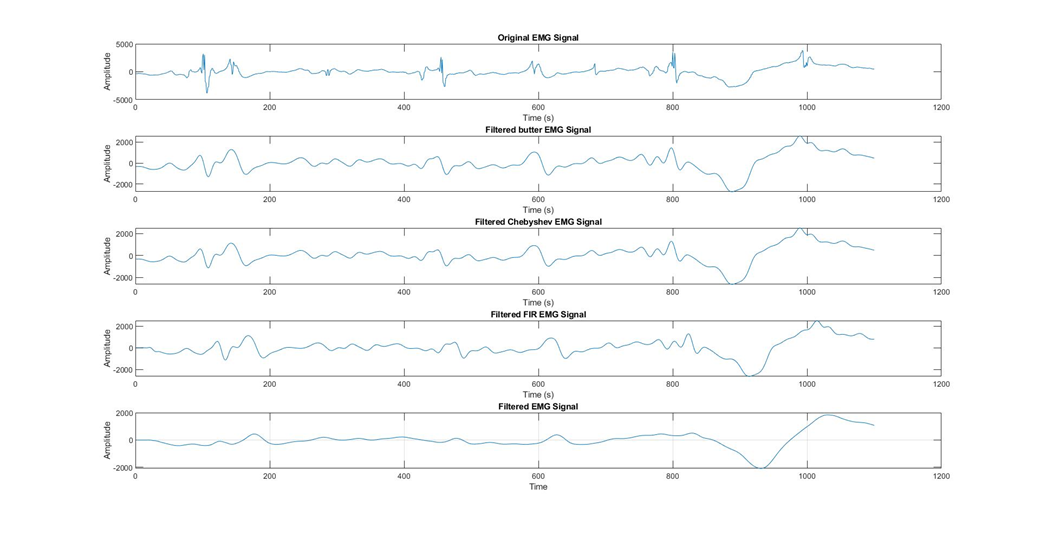 Original EMG Signal
5000
0
-5000
Amplitude
0 200 400 600 800 1000 1200
Time (s)
Filtered butter EMG Signal
2000
0
-2000
Amplitude
0 200 400 600 800 1000 1200
Time (s)
Filtered Chebyshev EMG Signal
2000
0
-2000
Amplitude
0 200 400 600 800 1000 1200
Time (s)
Filtered FIR EMG Signal
2000
0
-2000
Amplitude
0 200 400 600 800 1000 1200
Time (s)
Filtered EMG Signal
2000
0
-2000
Amplitude
0 200 400 600 800 1000 1200
Time